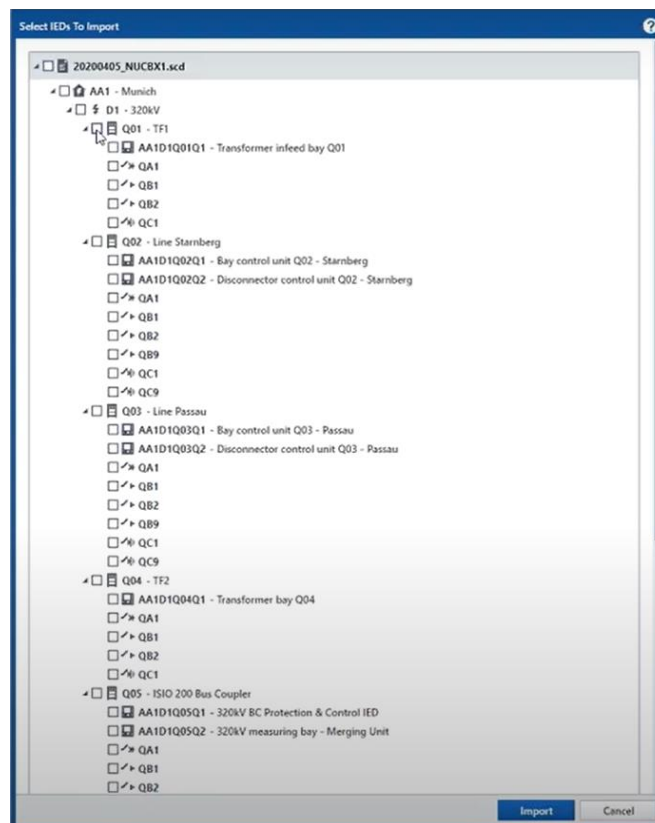 Select IEDs To Import
?
20200405_NUCBX1.scd
AA1 - Munich
D1 - 320kV
Q01 - TF1
AA1D1Q01Q1 - Transformer infeed bay Q01
QA1
QB1
QB2
QC1
Q02 - Line Starnberg
AA1D1Q02Q1 - Bay control unit Q02 - Starnberg
AA1D1Q02Q2 - Disconnector control unit Q02 - Starnberg
QA1
QB1
QB2
QB9
QC1
QC9
Q03 - Line Passau
AA1D1Q03Q1 - Bay control unit Q03 - Passau
AA1D1Q03Q2 - Disconnector control unit Q03 - Passau
QA1
QB1
QB2
QB9
QC1
QC9
Q04 - TF2
AA1D1Q04Q1 - Transformer bay Q04
QA1
QB1
QB2
QC1
Q05 - ISIO 200 Bus Coupler
AA1D1Q05Q1 - 320kV BC Protection & Control IED
AA1D1Q05Q2 - 320kV measuring bay - Merging Unit
QA1
QB1
QB2
Import Cancel